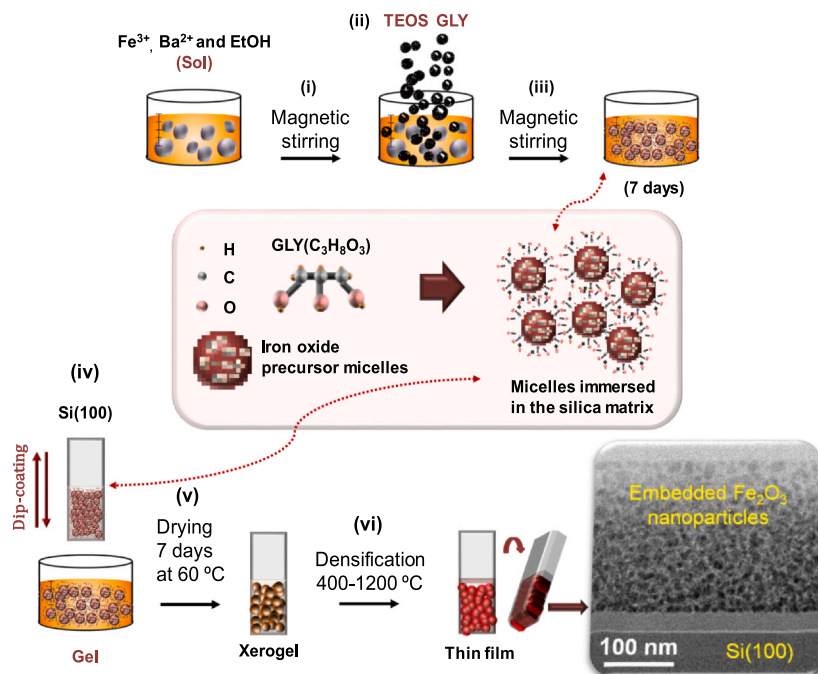 (ii) TEOS GLY
Fe³⁺, Ba²⁺ and EtOH
(Sol)
(i)
Magnetic
stirring
(iii)
Magnetic
stirring
(7 days)
H
C
O
GLY(C₃H₈O₃)
Iron oxide
precursor micelles
Micelles immersed
in the silica matrix
(iv)
Si(100)
Dip-coating
Gel
(v)
Drying
7 days
at 60 ºC
Xerogel
(vi)
Densification
400-1200 ºC
Thin film
Embedded Fe₂O₃
nanoparticles
100 nm
Si(100)